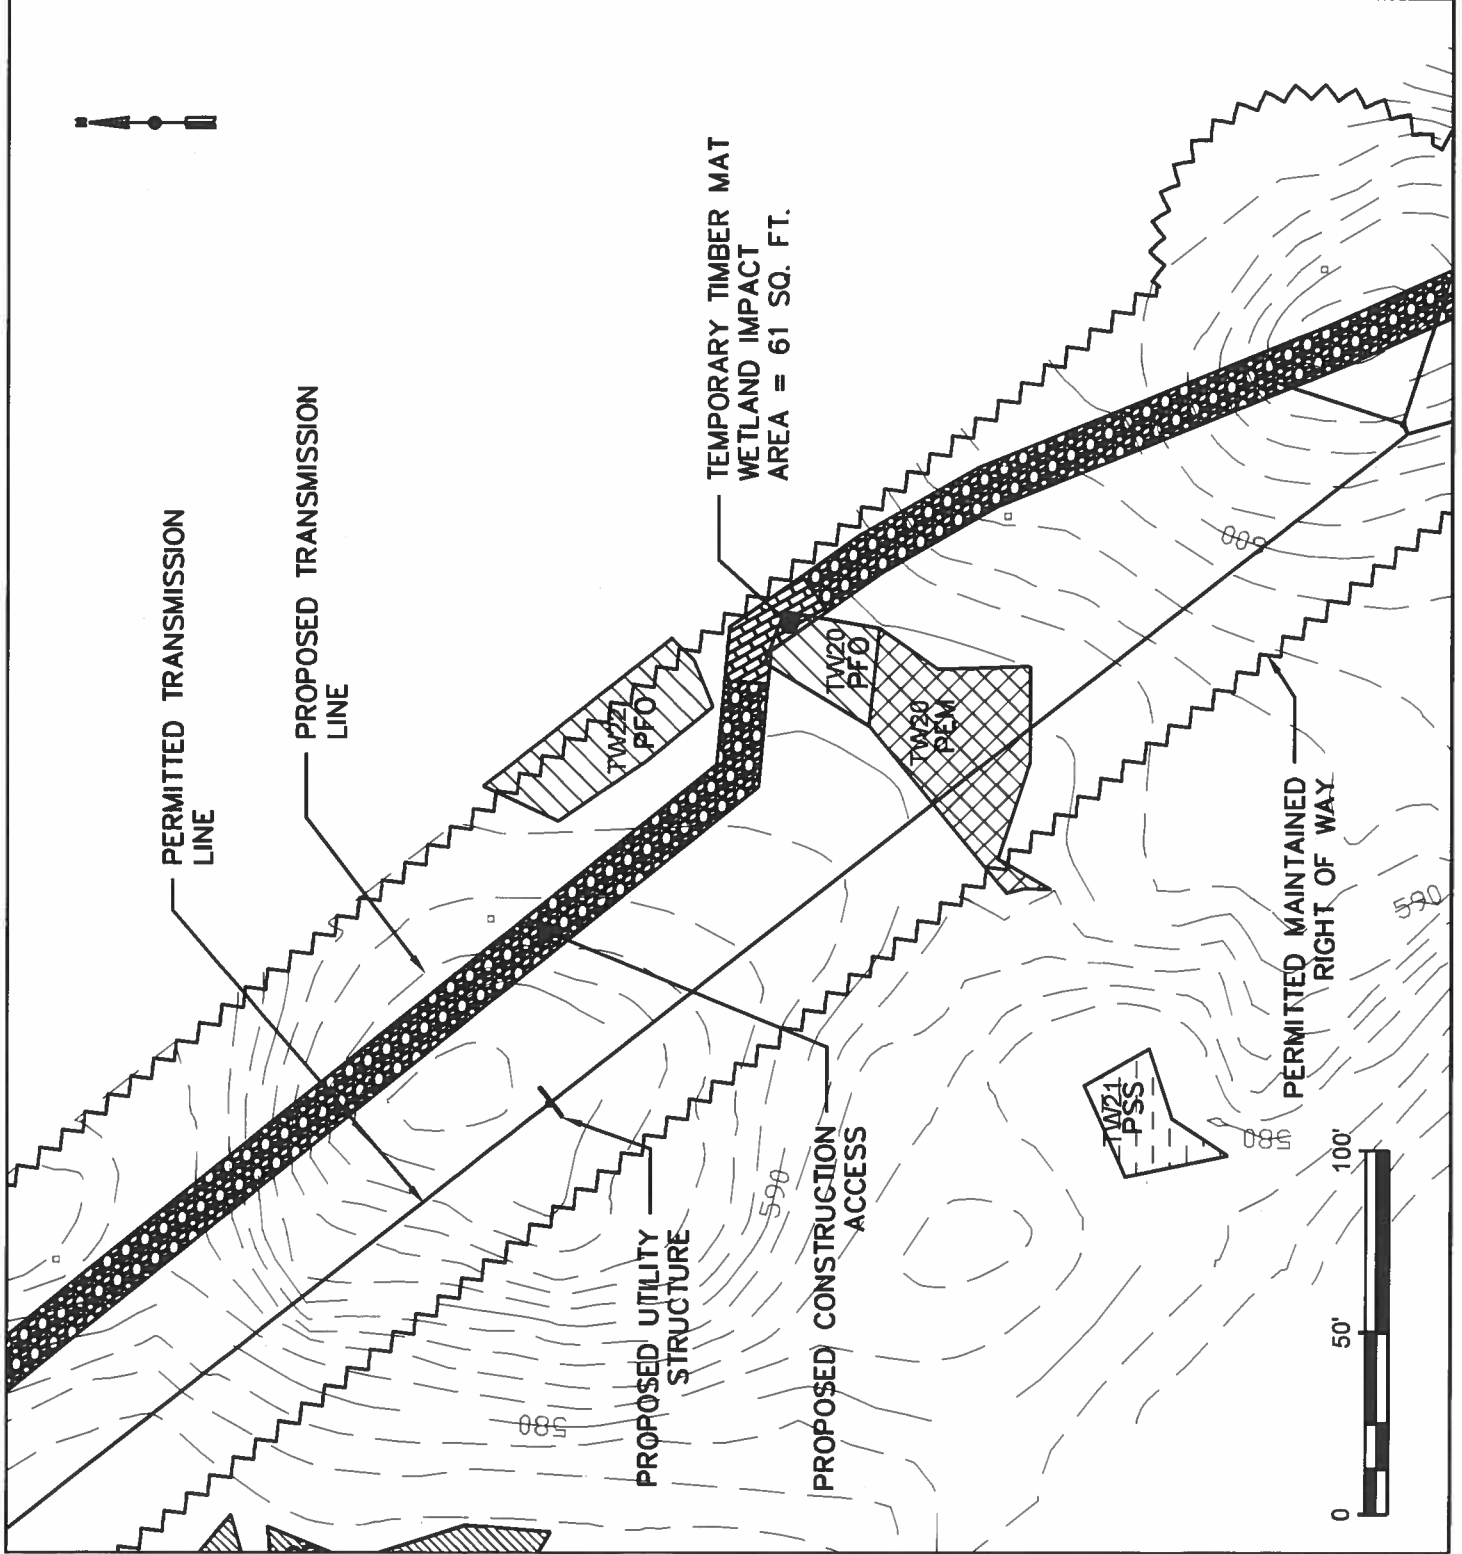 PERMITTED TRANSMISSION
LINE
PROPOSED TRANSMISSION
LINE
TEMPORARY TIMBER MAT
WETLAND IMPACT
AREA = 61 SQ. FT.
TW22
PFO
TW20
PFO
TW20
PEM
600
PERMITTED MAINTAINED
RIGHT OF WAY
590
TW21
PSS
580
590
580
PROPOSED UTILITY
STRUCTURE
PROPOSED CONSTRUCTION
ACCESS
0
50'
100'